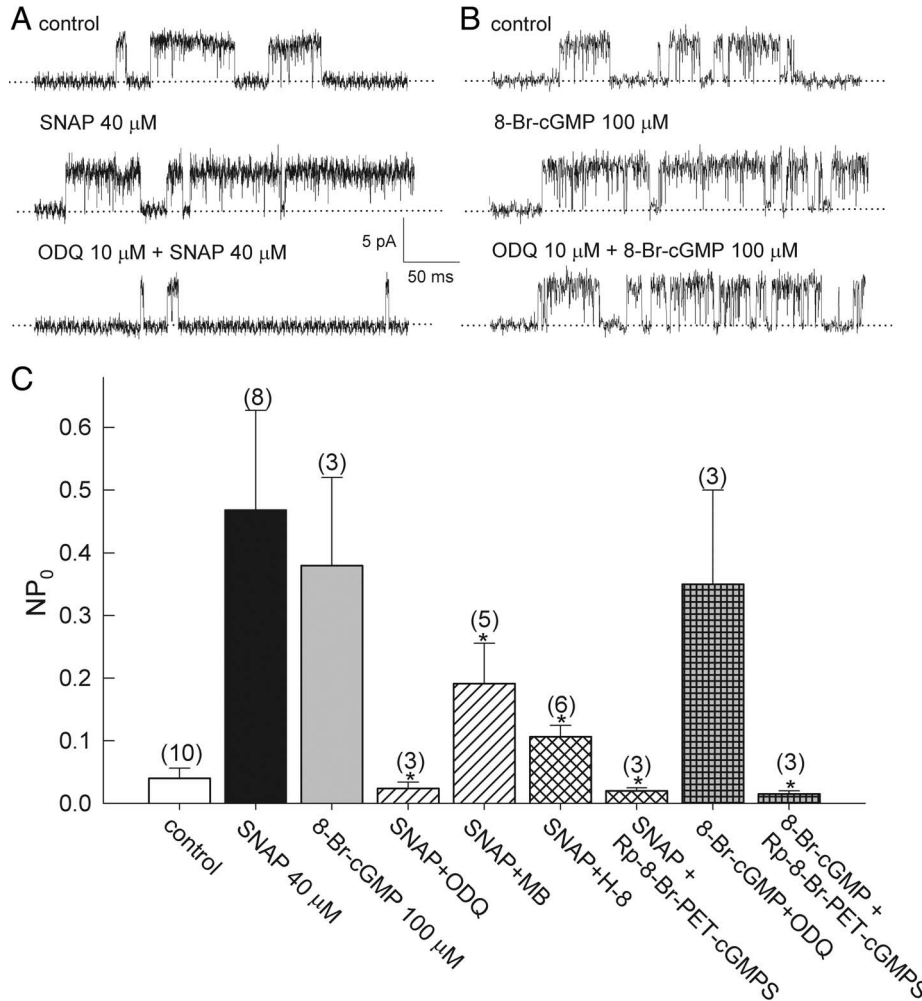 A
control
SNAP 40 μM
ODQ 10 μM + SNAP 40 μM
5 pA
50 ms
B
control
8-Br-cGMP 100 μM
ODQ 10 μM + 8-Br-cGMP 100 μM
C
NP0
0.6
0.5
0.4
0.3
0.2
0.1
0.0
(10)
(8)
(3)
(3)
*
(5)
*
(6)
*
(3)
*
(3)
(3)
*
control
SNAP 40 μM
8-Br-cGMP 100 μM
SNAP+ODQ
SNAP+MB
SNAP+H-8
SNAP +
Rp-8-Br-PET-cGMPS
8-Br-cGMP+ODQ
8-Br-cGMP +
Rp-8-Br-PET-cGMPS